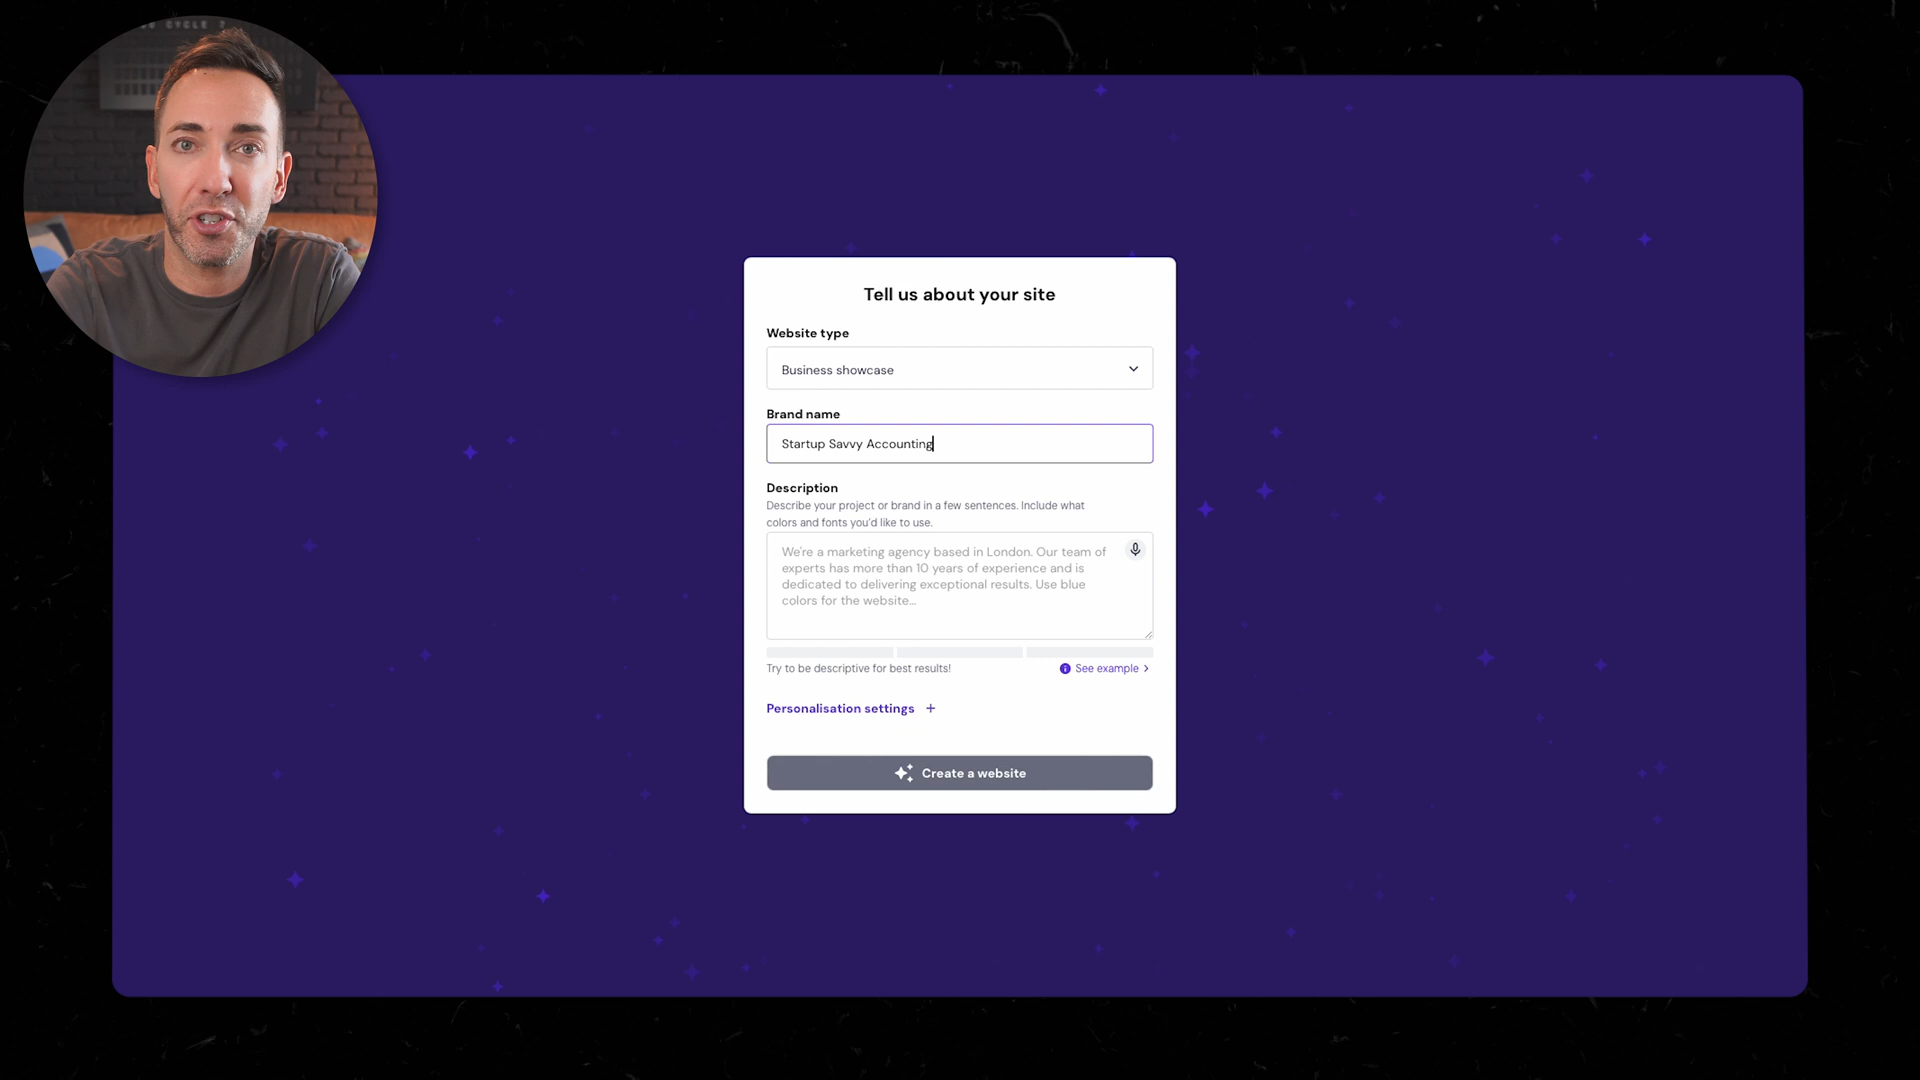 CYCLE 2
Tell us about your site
Website type
Business showcase
Brand name
Startup Savvy Accounting
Description
Describe your project or brand in a few sentences. Include what
colors and fonts you'd like to use.
We're a marketing agency based in London. Our team of
experts has more than 10 years of experience and is
dedicated to delivering exceptional results. Use blue
colors for the website...
Try to be descriptive for best results!
See example
Personalisation settings +
Create a website